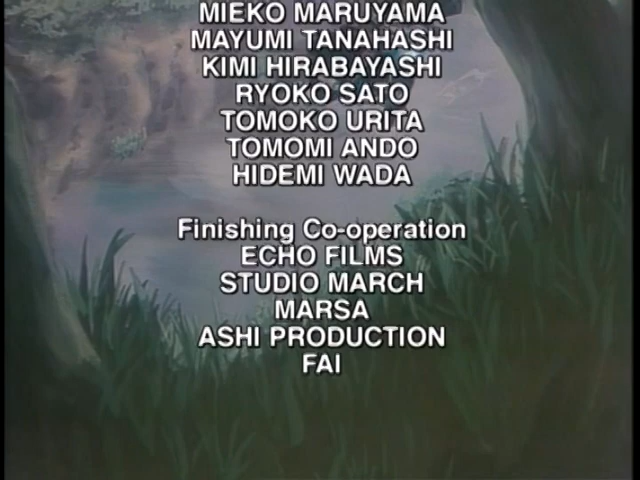 MIEKO MARUYAMA
MAYUMI TANAHASHI
KIMI HIRABAYASHI
RYOKO SATO
TOMOKO URITA
TOMOMI ANDO
HIDEMI WADA
Finishing Co-operation
ECHO FILMS
STUDIO MARCH
MARSA
ASHI PRODUCTION
FAI